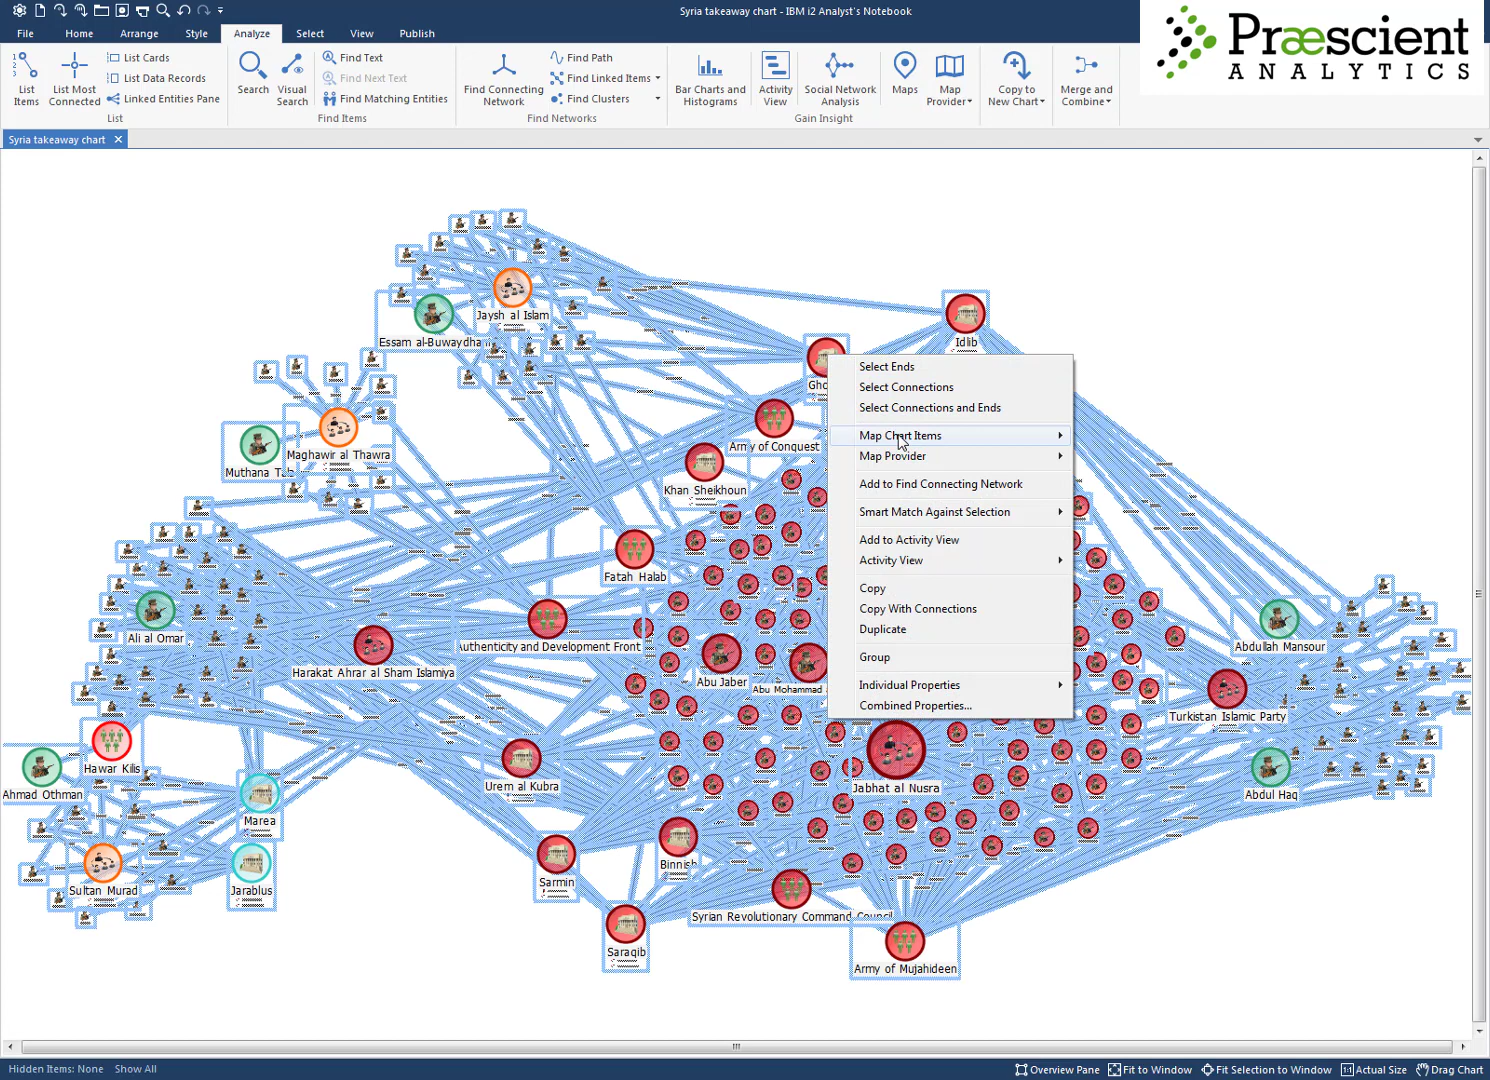 Syria takeaway chart - IBM i2 Analyst's Notebook
Præscient
ANALYTICS
File Home Arrange Style Analyze Select View Publish
List Items
List Most Connected
List Cards
List Data Records
Linked Entities Pane
List
Search
Visual Search
Find Text
Find Next Text
Find Matching Entities
Find Items
Find Connecting Network
Find Path
Find Linked Items
Find Clusters
Find Networks
Bar Charts and Histograms
Activity View
Social Network Analysis
Maps
Map Provider
Gain Insight
Copy to New Chart
Merge and Combine
Syria takeaway chart
Jaysh al Islam
Essam al-Buwaydha
Idlib
Gho
Army of Conquest
Maghawir al Thawra
Muthana
Khan Sheikhoun
Fatah Halab
Ali al Omar
Harakat Ahrar al Sham Islamiya
Authenticity and Development Front
Abu Jaber
Abu Mohammad
Abdullah Mansour
Turkistan Islamic Party
Hawar Kilis
Ahmad Othman
Urem al Kubra
Jabhat al Nusra
Abdul Haq
Marea
Sultan Murad
Jarablus
Sarmin
Binnish
Syrian Revolutionary Command Council
Saraqib
Army of Mujahideen
Select Ends
Select Connections
Select Connections and Ends
Map Chart Items
Map Provider
Add to Find Connecting Network
Smart Match Against Selection
Add to Activity View
Activity View
Copy
Copy With Connections
Duplicate
Group
Individual Properties
Combined Properties...
Hidden Items: None Show All
Overview Pane Fit to Window Fit Selection to Window Actual Size Drag Chart